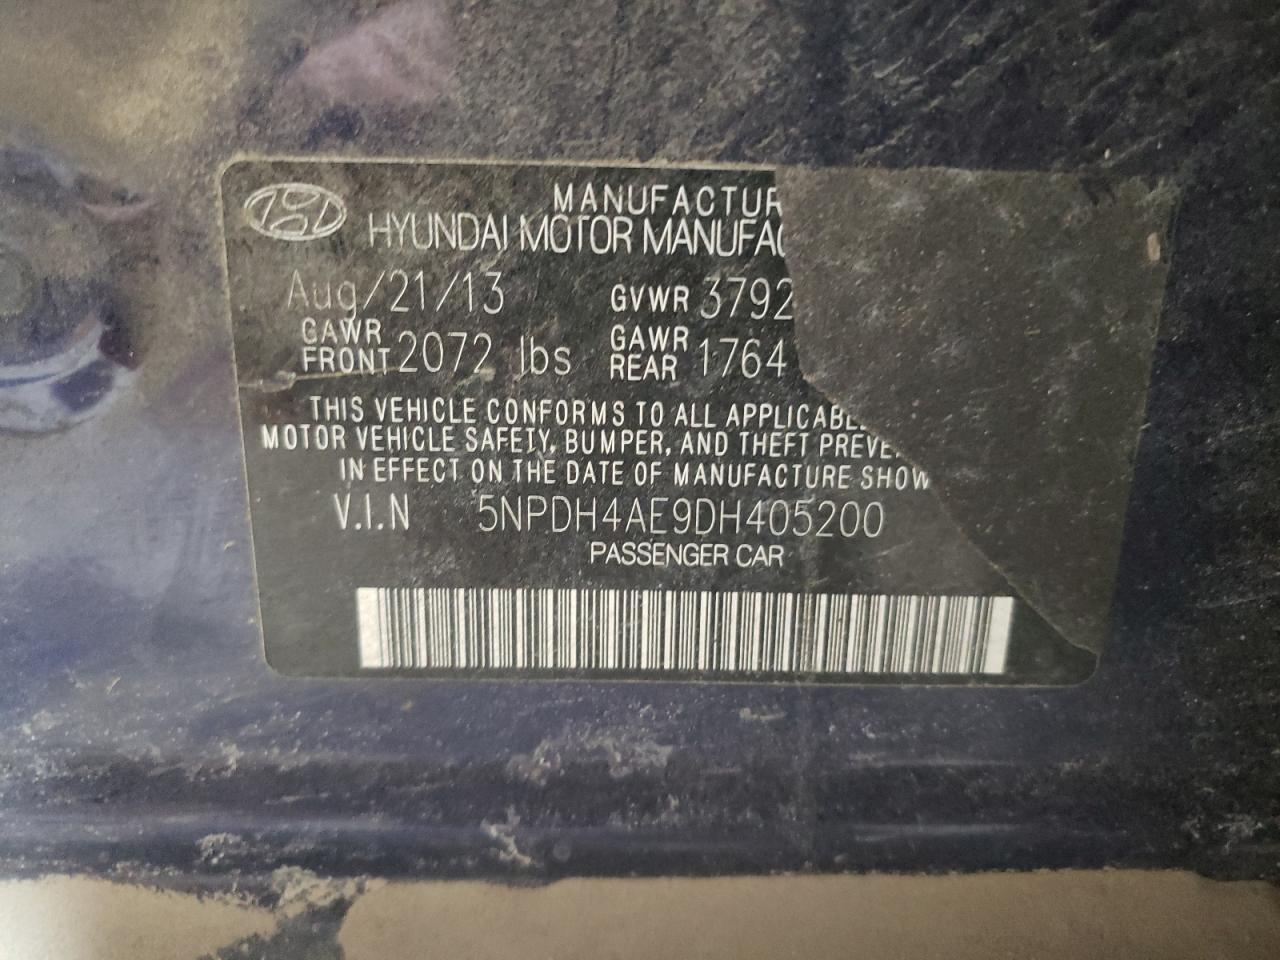 MANUFACTUR
HYUNDAI MOTOR MANUFAC
Aug/21/13 GVWR 3792
GAWR FRONT 2072 lbs GAWR REAR 1764
THIS VEHICLE CONFORMS TO ALL APPLICABLE
MOTOR VEHICLE SAFETY, BUMPER, AND THEFT PREVE
IN EFFECT ON THE DATE OF MANUFACTURE SHOW
V.I.N 5NPDH4AE9DH405200
PASSENGER CAR